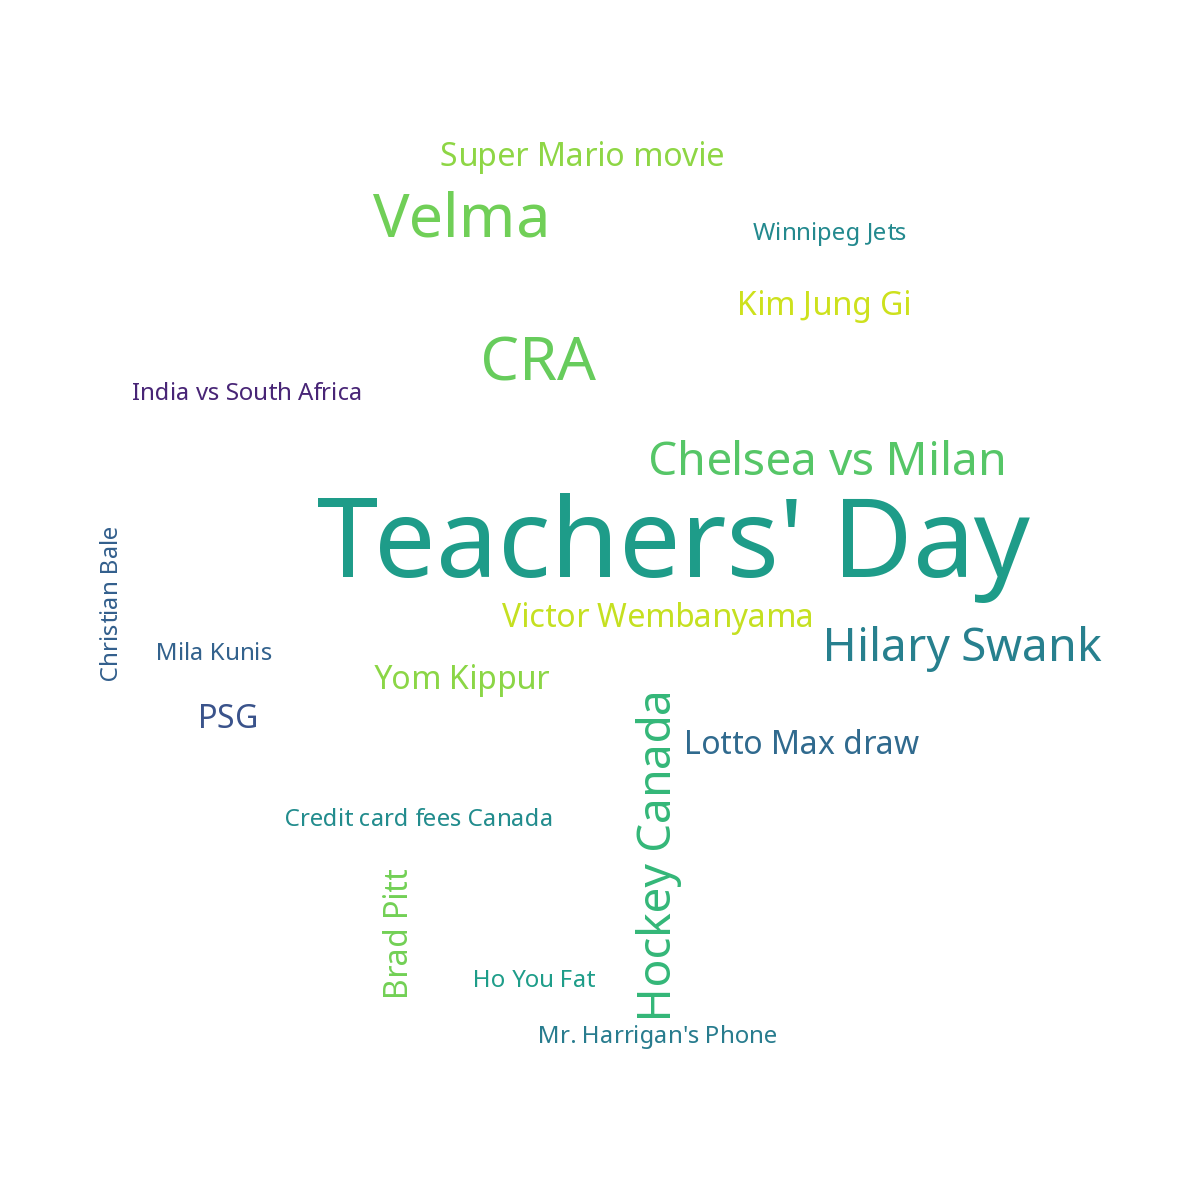 Super Mario movie
Velma
Winnipeg Jets
Kim Jung Gi
CRA
India vs South Africa
Chelsea vs Milan
Teachers' Day
Christian Bale
Victor Wembanyama
Hilary Swank
Mila Kunis
Yom Kippur
PSG
Hockey Canada
Lotto Max draw
Credit card fees Canada
Brad Pitt
Ho You Fat
Mr. Harrigan's Phone